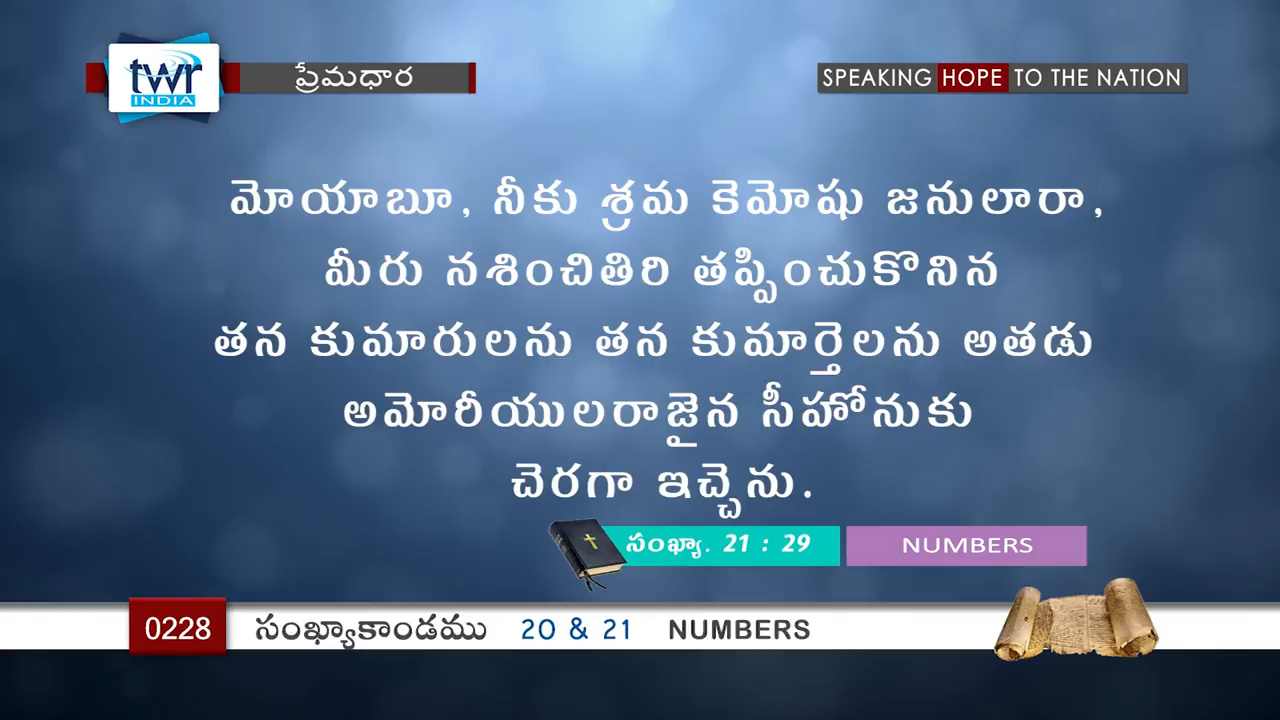 twr
INDIA
ప్రేమధార
SPEAKING HOPE TO THE NATION
మోయాబూ, నీకు శ్రమ కెమోషు జనులారా,
మీరు నశించితిరి తప్పించుకొనిన
తన కుమారులను తన కుమార్తెలను అతడు
అమోరీయులరాజైన సీహోనుకు
చెరగా ఇచ్చెను.
సంఖ్యా. 21 : 29
NUMBERS
0228 సంఖ్యాకాండము 20 & 21 NUMBERS